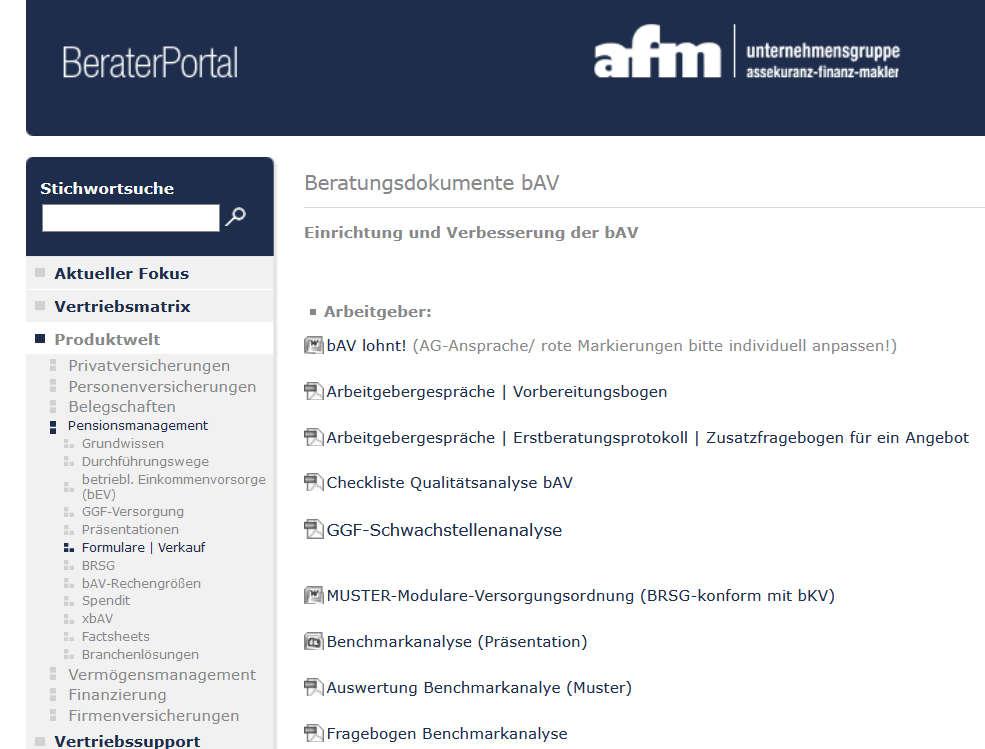 BeraterPortal
afm
unternehmensgruppe
assekuranz-finanz-makler
Stichwortsuche
Aktueller Fokus
Vertriebsmatrix
Produktwelt
Privatversicherungen
Personenversicherungen
Belegschaften
Pensionsmanagement
Grundwissen
Durchführungswege
betriebl. Einkommenvorsorge
(bEV)
GGF-Versorgung
Präsentationen
Formulare | Verkauf
BRSG
bAV-Rechengrößen
Spendit
xbAV
Factsheets
Branchenlösungen
Vermögensmanagement
Finanzierung
Firmenversicherungen
Vertriebssupport
Beratungsdokumente bAV
Einrichtung und Verbesserung der bAV
Arbeitgeber:
bAV lohnt! (AG-Ansprache/ rote Markierungen bitte individuell anpassen!)
Arbeitgebergespräche | Vorbereitungsbogen
Arbeitgebergespräche | Erstberatungsprotokoll | Zusatzfragebogen für ein Angebot
Checkliste Qualitätsanalyse bAV
GGF-Schwachstellenanalyse
MUSTER-Modulare-Versorgungsordnung (BRSG-konform mit bKV)
Benchmarkanalyse (Präsentation)
Auswertung Benchmarkanalye (Muster)
Fragebogen Benchmarkanalyse